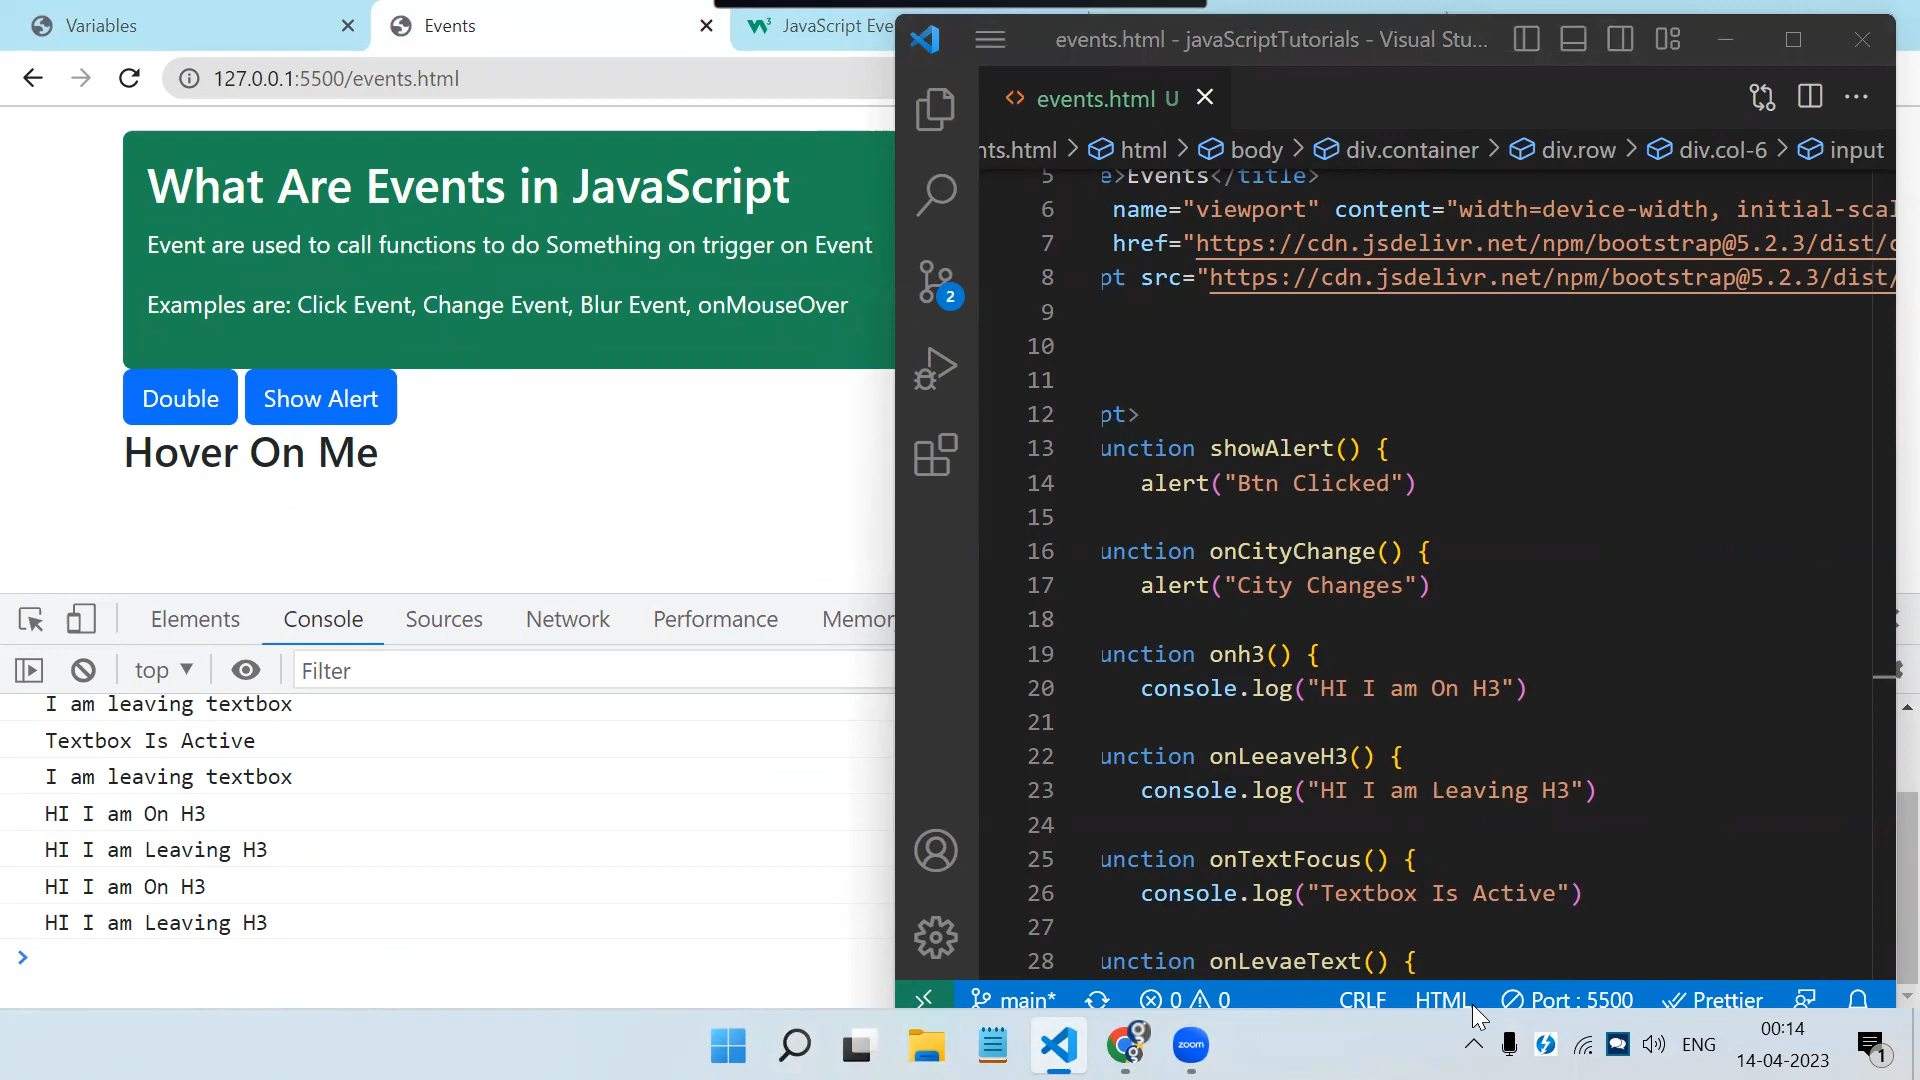 Variables
Events
JavaScript Eve
127.0.0.1:5500/events.html
What Are Events in JavaScript
Event are used to call functions to do Something on trigger on Event
Examples are: Click Event, Change Event, Blur Event, onMouseOver
Double
Show Alert
Hover On Me
Elements
Console
Sources
Network
Performance
Memor
top
Filter
I am leaving textbox
Textbox Is Active
I am leaving textbox
HI I am On H3
HI I am Leaving H3
HI I am On H3
HI I am Leaving H3
events.html - javaScriptTutorials - Visual Stu...
events.html U
nts.html > html > body > div.container > div.row > div.col-6 > input
5 e>Events</title>
6 name="viewport" content="width=device-width, initial-scal
7 href="https://cdn.jsdelivr.net/npm/bootstrap@5.2.3/dist/c
8 pt src="https://cdn.jsdelivr.net/npm/bootstrap@5.2.3/dist/
9
10
11
12 pt>
13 unction showAlert() {
14 alert("Btn Clicked")
15
16 unction onCityChange() {
17 alert("City Changes")
18
19 unction onh3() {
20 console.log("HI I am On H3")
21
22 unction onLeeaveH3() {
23 console.log("HI I am Leaving H3")
24
25 unction onTextFocus() {
26 console.log("Textbox Is Active")
27
28 unction onLevaeText() {
2
main*
0
0
CRLF
HTML
Port : 5500
Prettier
zoom
ENG
00:14
14-04-2023
1